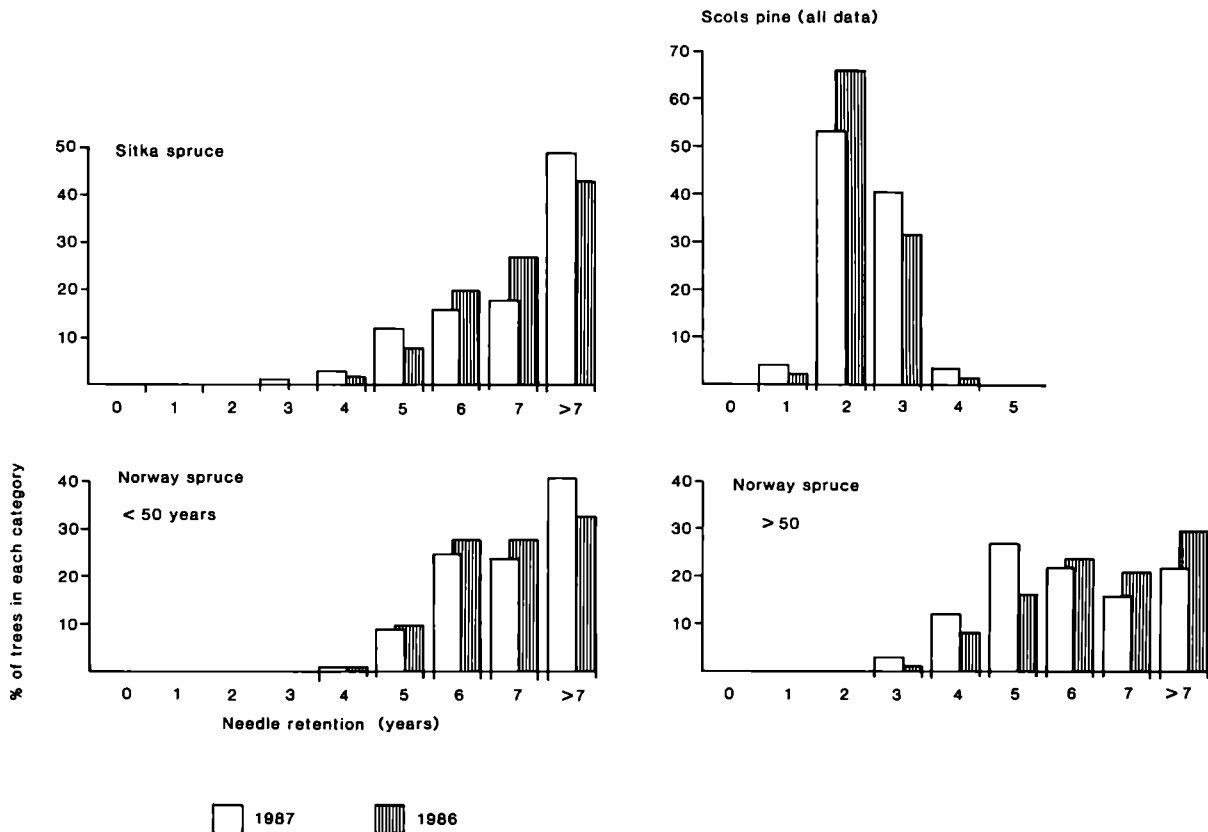 Scols pine (all data)
70
60
50
40
30
20
10
0 1 2 3 4 5
Sitka spruce
50
40
30
20
10
0 1 2 3 4 5 6 7 >7
% of trees in each category
Norway spruce
< 50 years
40
30
20
10
0 1 2 3 4 5 6 7 >7
Needle retention (years)
Norway spruce
> 50
40
30
20
10
0 1 2 3 4 5 6 7 >7
1987 1986